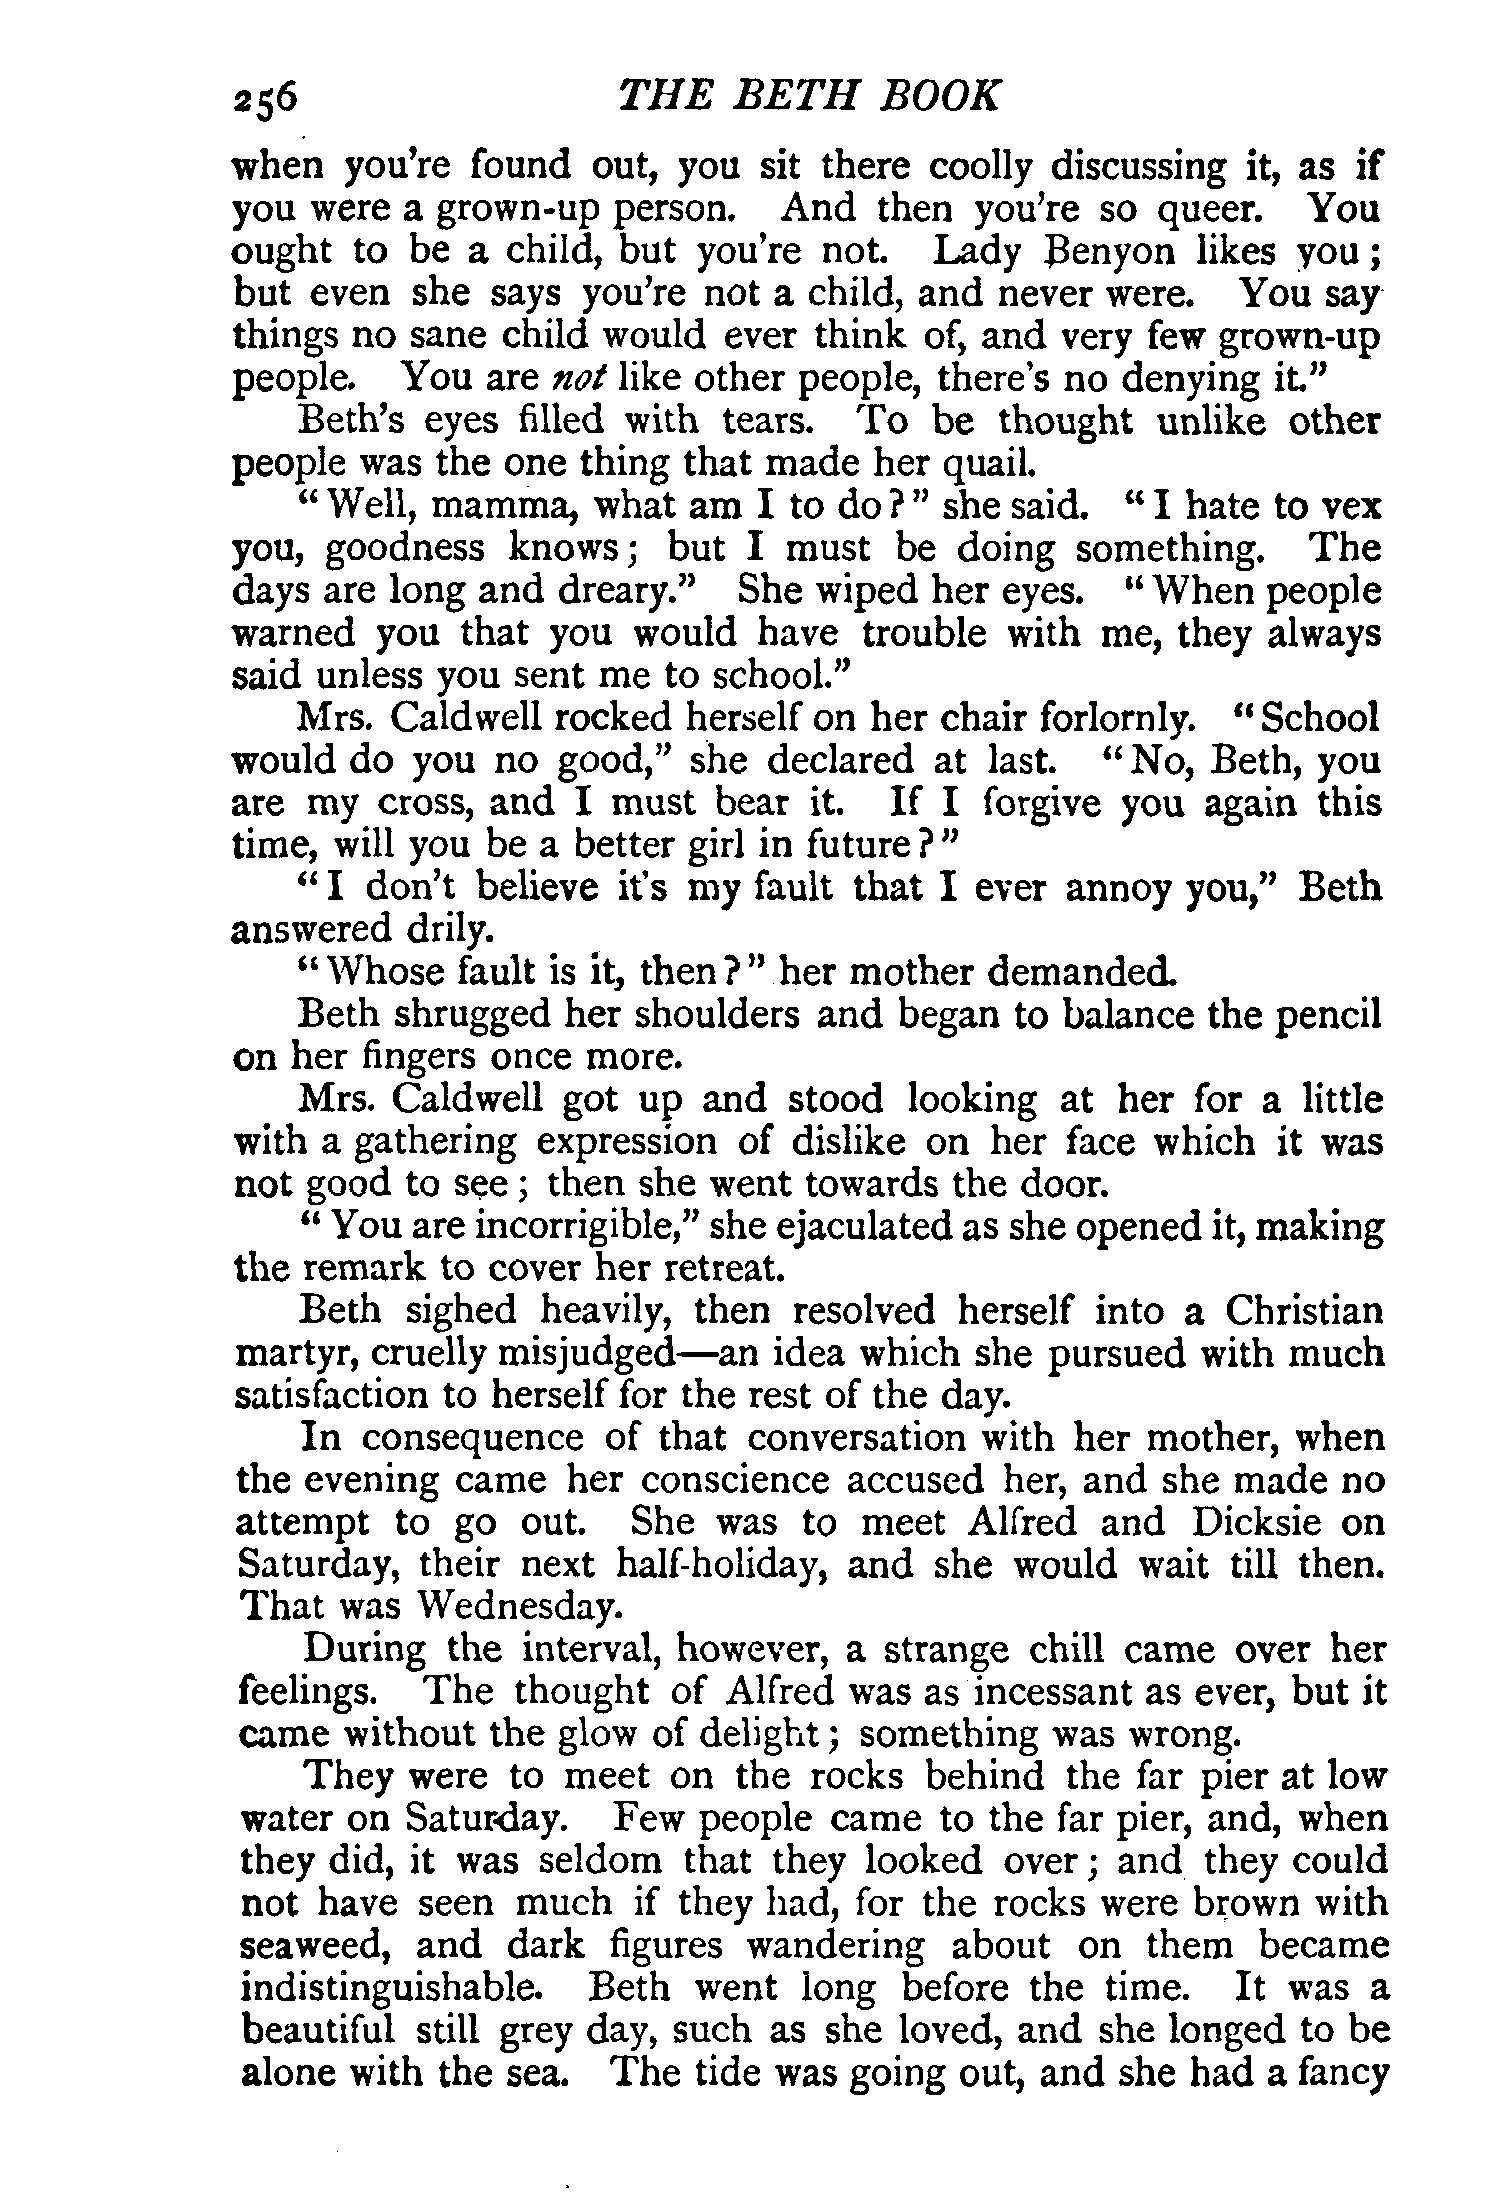 256 THE BETH BOOK
when you're found out, you sit there coolly discussing it, as if
you were a grown-up person. And then you're so queer. You
ought to be a child, but you're not. Lady Benyon likes you;
but even she says you're not a child, and never were. You say
things no sane child would ever think of, and very few grown-up
people. You are not like other people, there's no denying it."
Beth's eyes filled with tears. To be thought unlike other
people was the one thing that made her quail.
"Well, mamma, what am I to do?" she said. "I hate to vex
you, goodness knows; but I must be doing something. The
days are long and dreary." She wiped her eyes. "When people
warned you that you would have trouble with me, they always
said unless you sent me to school."
Mrs. Caldwell rocked herself on her chair forlornly. "School
would do you no good," she declared at last. "No, Beth, you
are my cross, and I must bear it. If I forgive you again this
time, will you be a better girl in future?"
"I don't believe it's my fault that I ever annoy you," Beth
answered drily.
"Whose fault is it, then?" her mother demanded.
Beth shrugged her shoulders and began to balance the pencil
on her fingers once more.
Mrs. Caldwell got up and stood looking at her for a little
with a gathering expression of dislike on her face which it was
not good to see; then she went towards the door.
"You are incorrigible," she ejaculated as she opened it, making
the remark to cover her retreat.
Beth sighed heavily, then resolved herself into a Christian
martyr, cruelly misjudged—an idea which she pursued with much
satisfaction to herself for the rest of the day.
In consequence of that conversation with her mother, when
the evening came her conscience accused her, and she made no
attempt to go out. She was to meet Alfred and Dicksie on
Saturday, their next half-holiday, and she would wait till then.
That was Wednesday.
During the interval, however, a strange chill came over her
feelings. The thought of Alfred was as incessant as ever, but it
came without the glow of delight; something was wrong.
They were to meet on the rocks behind the far pier at low
water on Saturday. Few people came to the far pier, and, when
they did, it was seldom that they looked over; and they could
not have seen much if they had, for the rocks were brown with
seaweed, and dark figures wandering about on them became
indistinguishable. Beth went long before the time. It was a
beautiful still grey day, such as she loved, and she longed to be
alone with the sea. The tide was going out, and she had a fancy